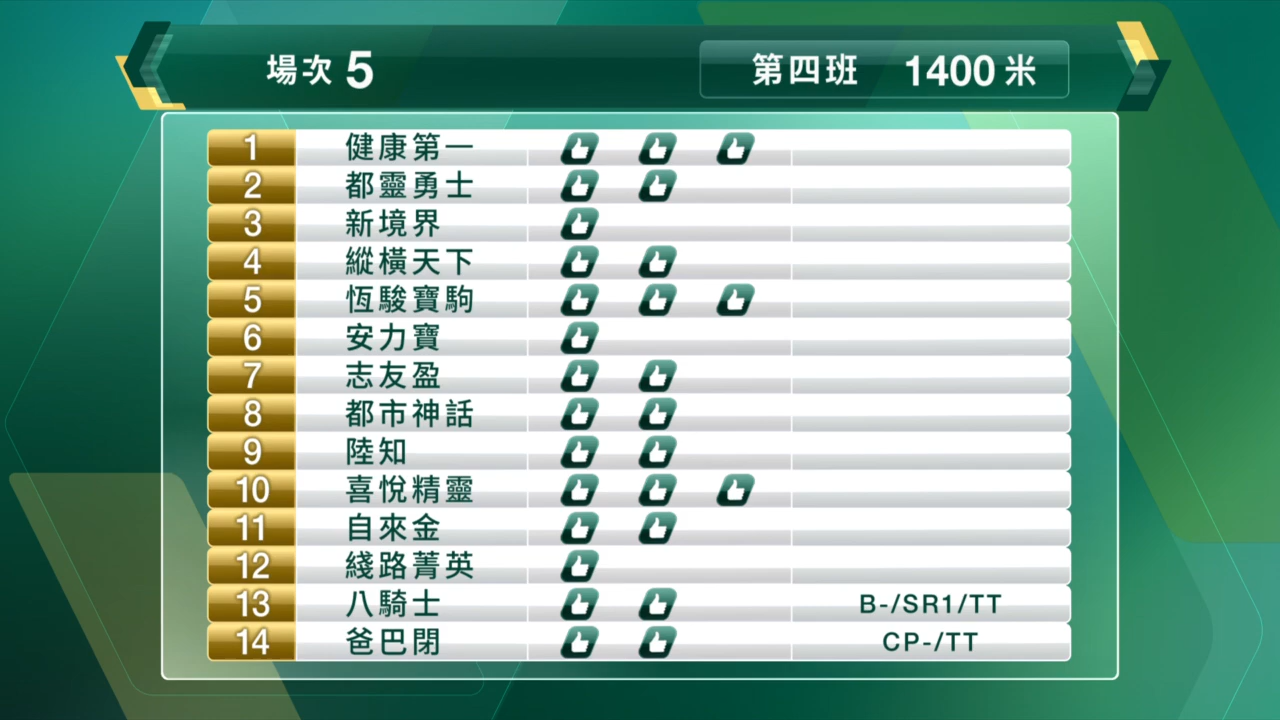 場次 5 第四班 1400 米
1 健康第一
2 都靈勇士
3 新境界
4 縱橫天下
5 恆駿寶駒
6 安力寶
7 志友盈
8 都市神話
9 陸知
10 喜悅精靈
11 自來金
12 綫路菁英
13 八騎士 B-/SR1/TT
14 爸巴閉 CP-/TT